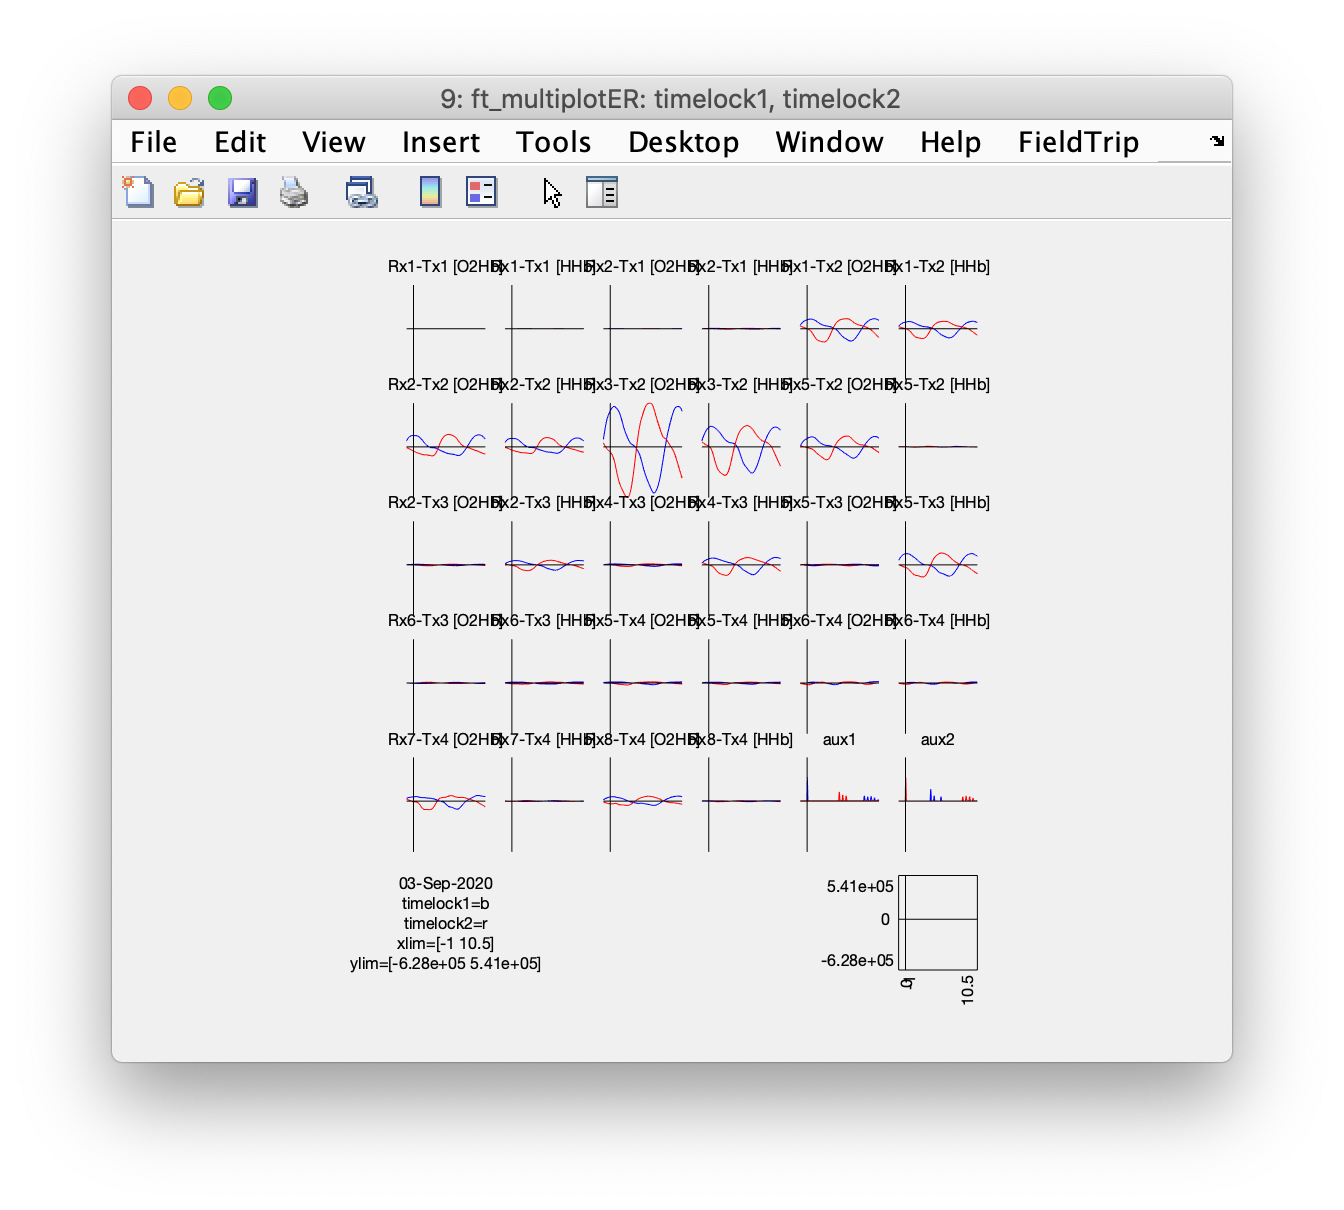 9: ft_multiplotER: timelock1, timelock2
File Edit View Insert Tools Desktop Window Help FieldTrip
Rx1-Tx1 [O2Hb] Rx1-Tx1 [HHb] Rx2-Tx1 [O2Hb] Rx2-Tx1 [HHb] Rx1-Tx2 [O2Hb] Rx1-Tx2 [HHb]
Rx2-Tx2 [O2Hb] Rx2-Tx2 [HHb] Rx3-Tx2 [O2Hb] Rx3-Tx2 [HHb] Rx5-Tx2 [O2Hb] Rx5-Tx2 [HHb]
Rx2-Tx3 [O2Hb] Rx2-Tx3 [HHb] Rx4-Tx3 [O2Hb] Rx4-Tx3 [HHb] Rx5-Tx3 [O2Hb] Rx5-Tx3 [HHb]
Rx6-Tx3 [O2Hb] Rx6-Tx3 [HHb] Rx5-Tx4 [O2Hb] Rx5-Tx4 [HHb] Rx6-Tx4 [O2Hb] Rx6-Tx4 [HHb]
Rx7-Tx4 [O2Hb] Rx7-Tx4 [HHb] Rx8-Tx4 [O2Hb] Rx8-Tx4 [HHb] aux1 aux2
03-Sep-2020
timelock1=b
timelock2=r
xlim=[-1 10.5]
ylim=[-6.28e+05 5.41e+05]
5.41e+05
0
-6.28e+05
-1 0 10.5